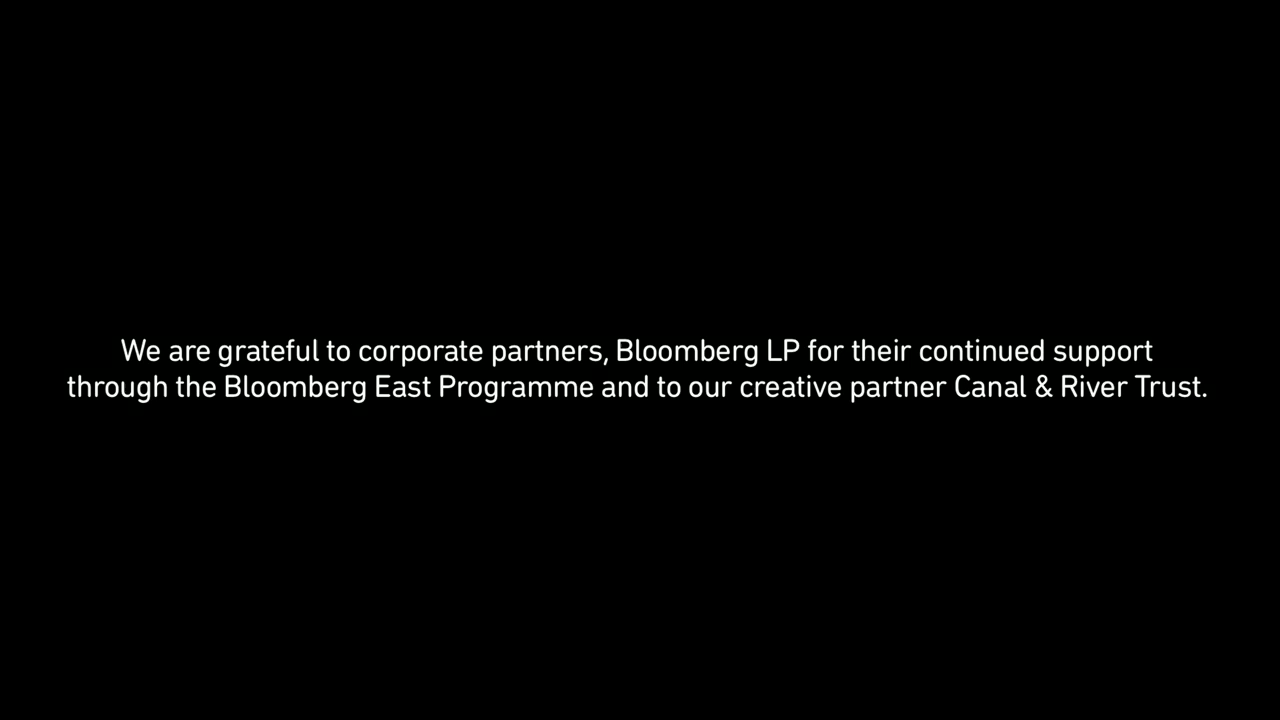 We are grateful to corporate partners, Bloomberg LP for their continued support
through the Bloomberg East Programme and to our creative partner Canal & River Trust.